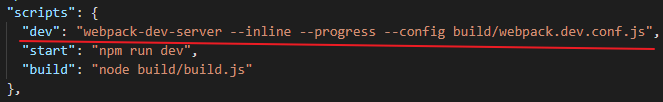 "scripts": {
"dev": "webpack-dev-server --inline --progress --config build/webpack.dev.conf.js",
"start": "npm run dev",
"build": "node build/build.js"
},